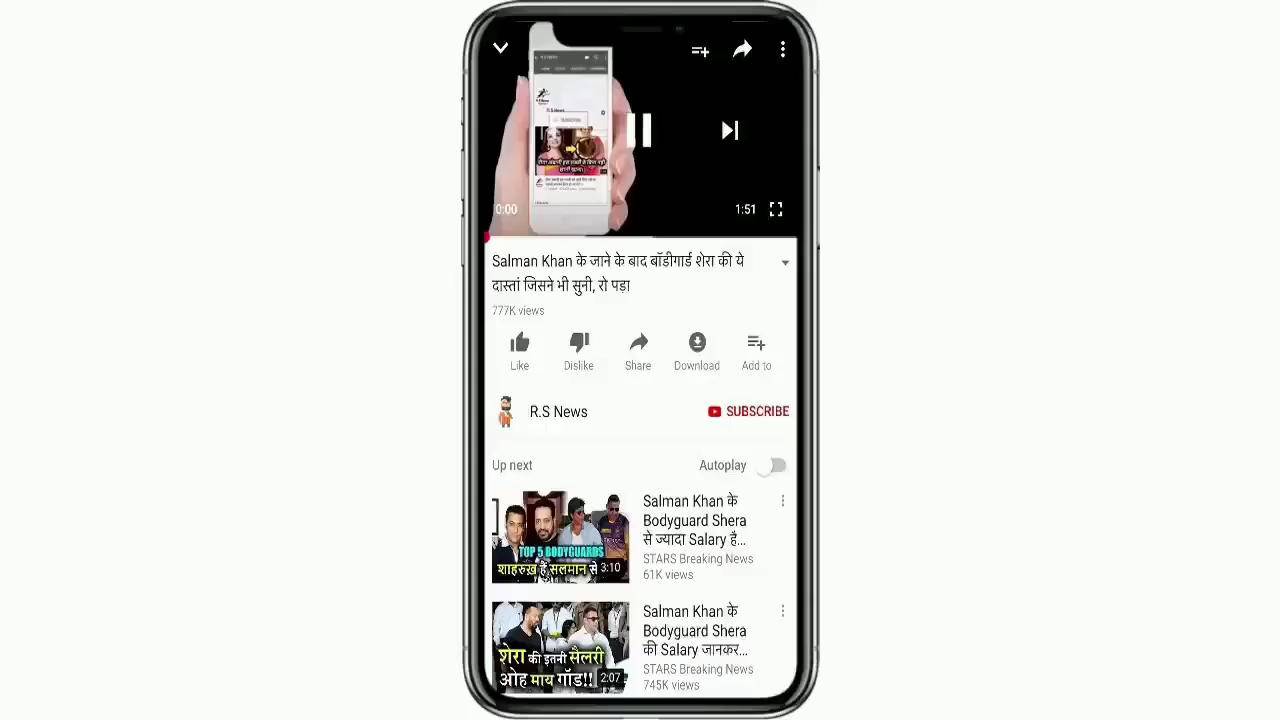 R.S News
0:00
1:51
Salman Khan के जाने के बाद बॉडीगार्ड शेरा की ये
दास्तां जिसने भी सुनी, रो पड़ा
777K views
Like
Dislike
Share
Download
Add to
R.S News
SUBSCRIBE
Up next
Autoplay
TOP 5 BODYGUARDS
शाहरुख़ हैं सलमान से
3:10
Salman Khan के
Bodyguard Shera
से ज्यादा Salary है...
STARS Breaking News
61K views
शेरा की इतनी सैलरी
ओह माय गॉड!!
2:07
Salman Khan के
Bodyguard Shera
की Salary जानकर...
STARS Breaking News
745K views